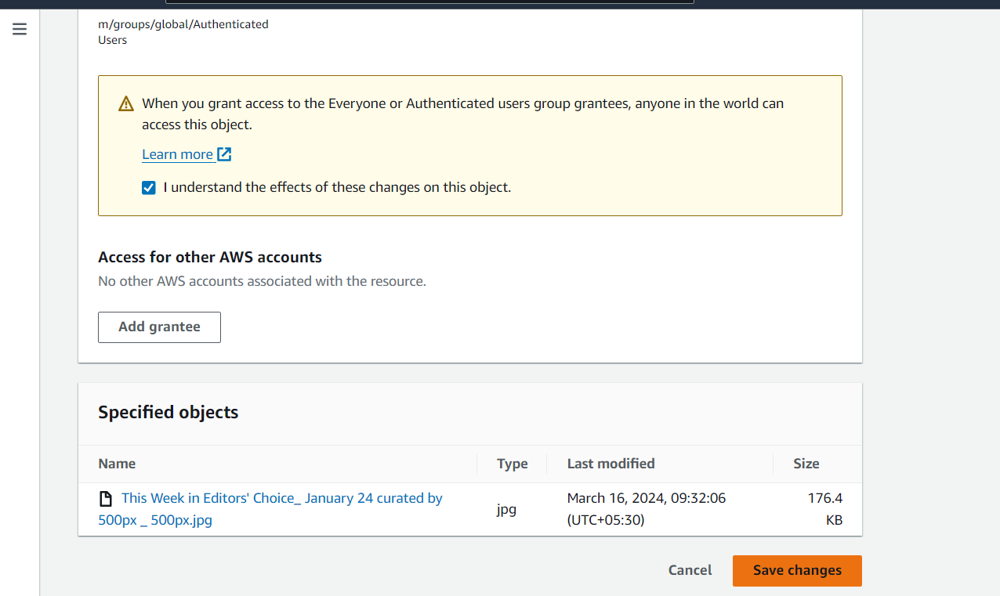 m/groups/global/Authenticated
Users
When you grant access to the Everyone or Authenticated users group grantees, anyone in the world can
access this object.
Learn more
I understand the effects of these changes on this object.
Access for other AWS accounts
No other AWS accounts associated with the resource.
Add grantee
Specified objects
Name Type Last modified Size
This Week in Editors' Choice_ January 24 curated by
500px _ 500px.jpg
jpg
March 16, 2024, 09:32:06
(UTC+05:30)
176.4
KB
Cancel Save changes